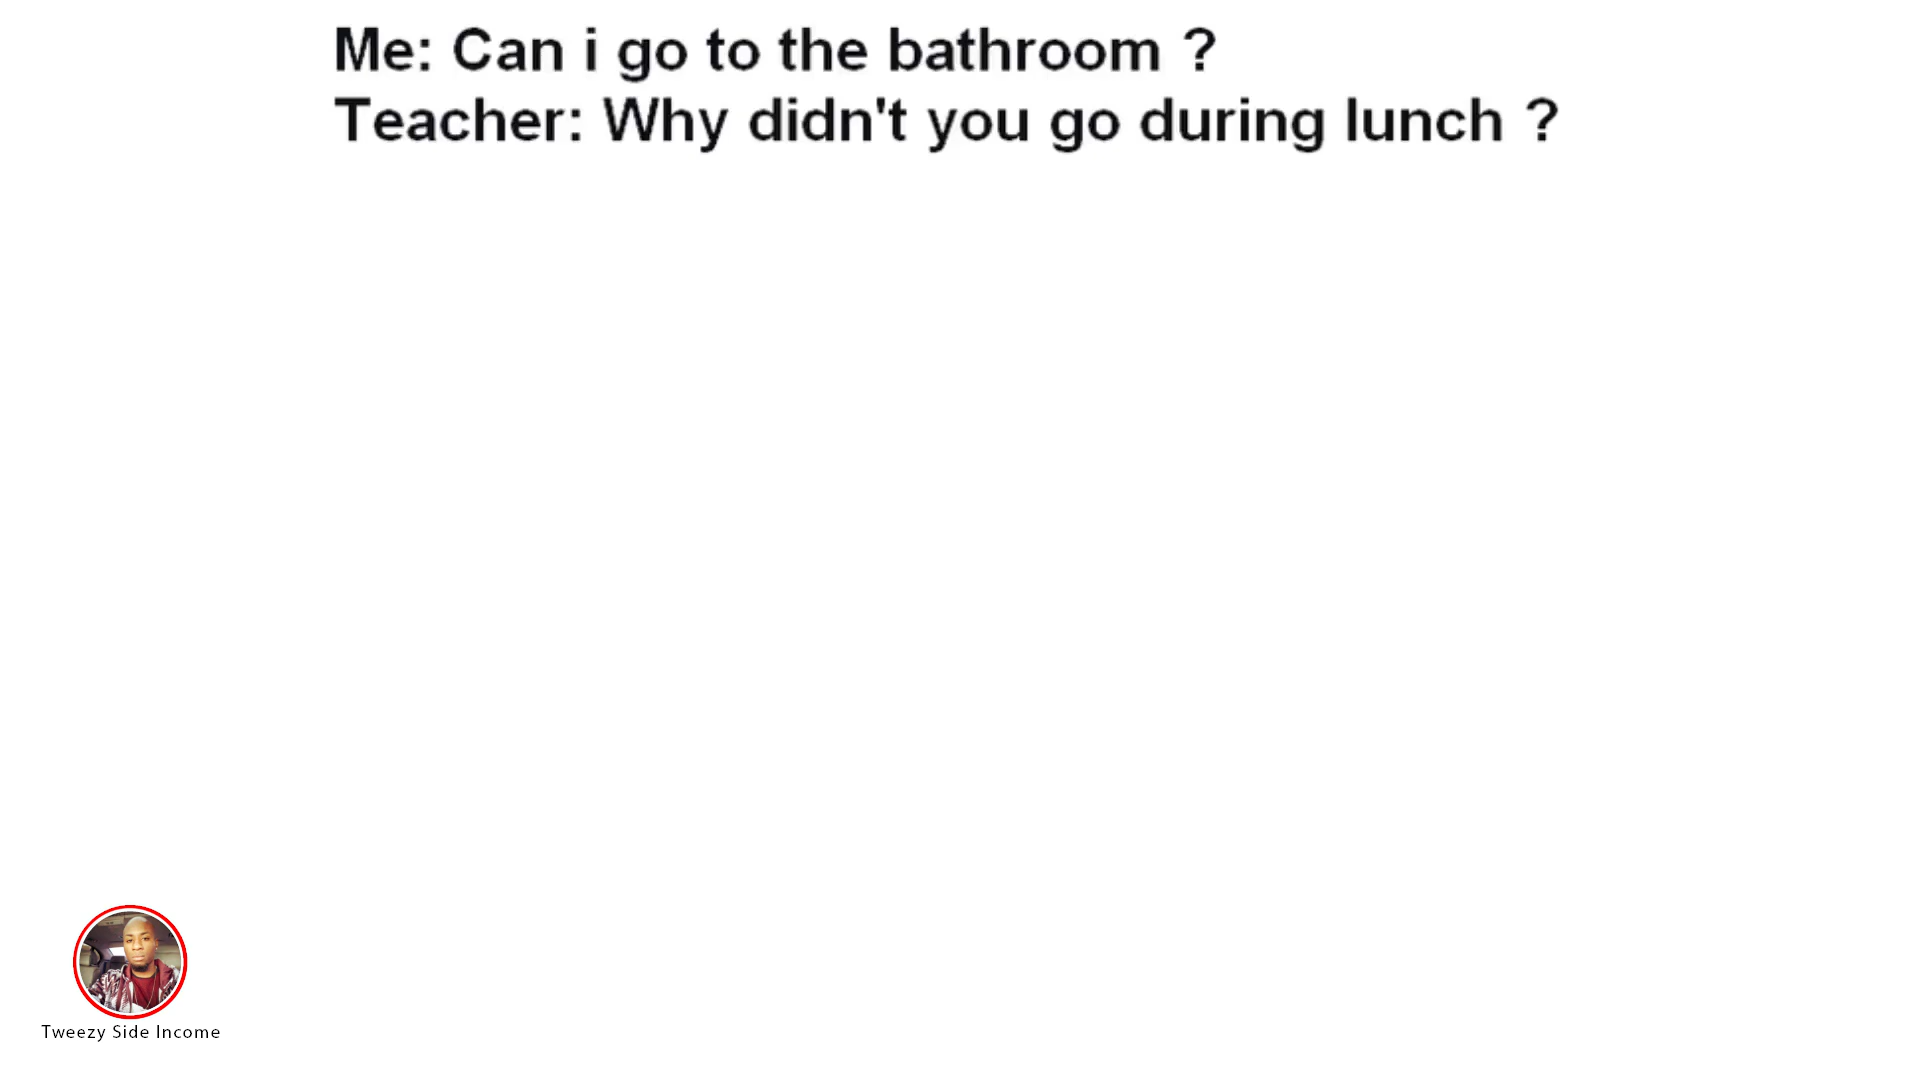 Me: Can i go to the bathroom ?
Teacher: Why didn't you go during lunch ?
Tweezy Side Income